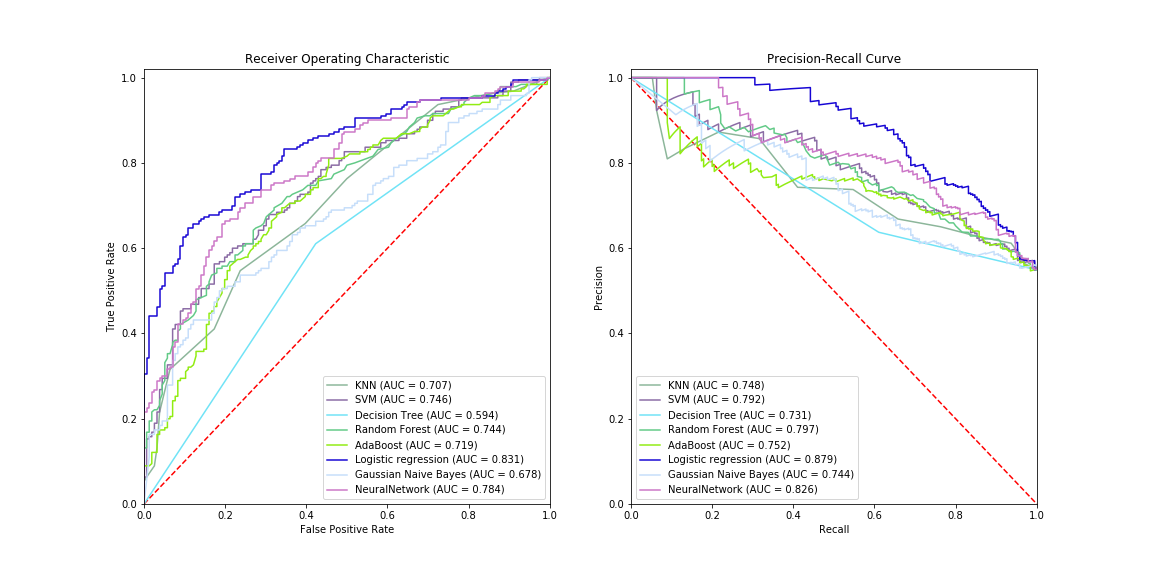 Receiver Operating Characteristic
1.0
0.8
0.6
0.4
0.2
0.0
True Positive Rate
KNN (AUC = 0.707)
SVM (AUC = 0.746)
Decision Tree (AUC = 0.594)
Random Forest (AUC = 0.744)
AdaBoost (AUC = 0.719)
Logistic regression (AUC = 0.831)
Gaussian Naive Bayes (AUC = 0.678)
NeuralNetwork (AUC = 0.784)
0.0 0.2 0.4 0.6 0.8 1.0
False Positive Rate
Precision-Recall Curve
1.0
0.8
0.6
0.4
0.2
0.0
Precision
KNN (AUC = 0.748)
SVM (AUC = 0.792)
Decision Tree (AUC = 0.731)
Random Forest (AUC = 0.797)
AdaBoost (AUC = 0.752)
Logistic regression (AUC = 0.879)
Gaussian Naive Bayes (AUC = 0.744)
NeuralNetwork (AUC = 0.826)
0.0 0.2 0.4 0.6 0.8 1.0
Recall